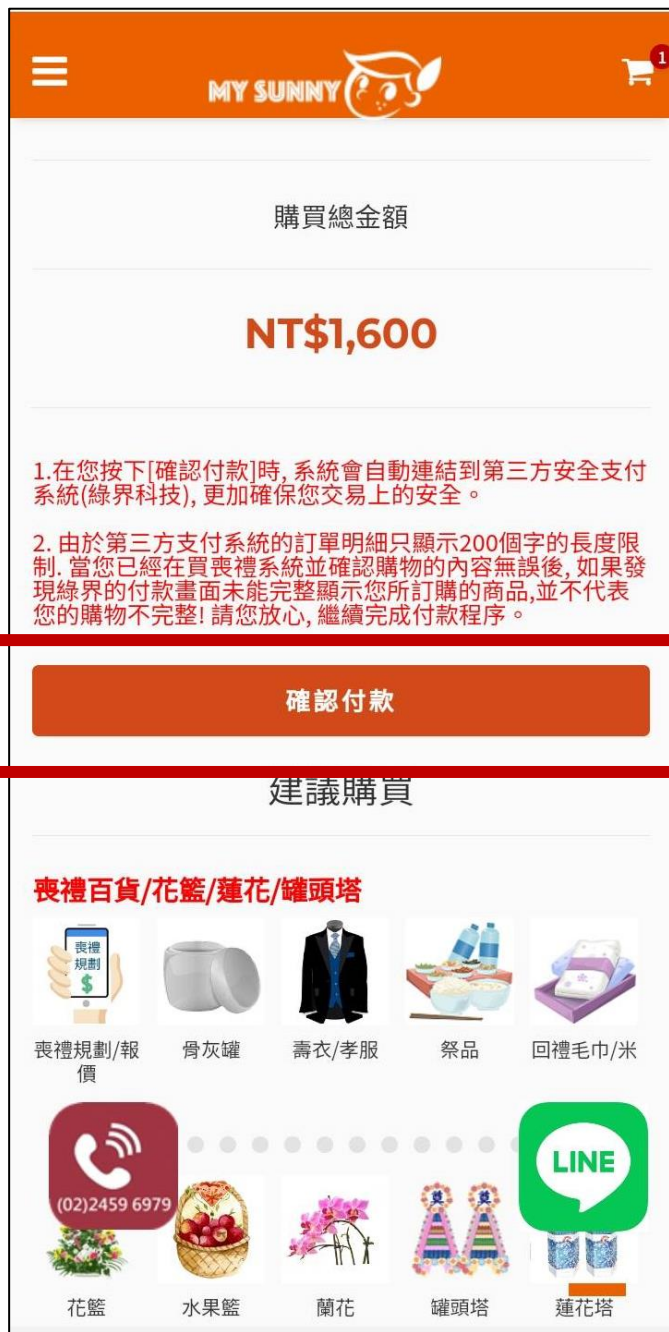 MY SUNNY
1
購買總金額
NT$1,600
1.在您按下[確認付款]時, 系統會自動連結到第三方安全支付
系統(綠界科技), 更加確保您交易上的安全。
2. 由於第三方支付系統的訂單明細只顯示200個字的長度限
制. 當您已經在買喪禮系統並確認購物的內容無誤後, 如果發
現綠界的付款畫面未能完整顯示您所訂購的商品,並不代表
您的購物不完整! 請您放心, 繼續完成付款程序。
確認付款
建議購買
喪禮百貨/花籃/蓮花/罐頭塔
喪禮
規劃
$
喪禮規劃/報
價
骨灰罐
壽衣/孝服
祭品
回禮毛巾/米
(02)2459 6979
LINE
奠
奠
花籃
水果籃
蘭花
罐頭塔
蓮花塔